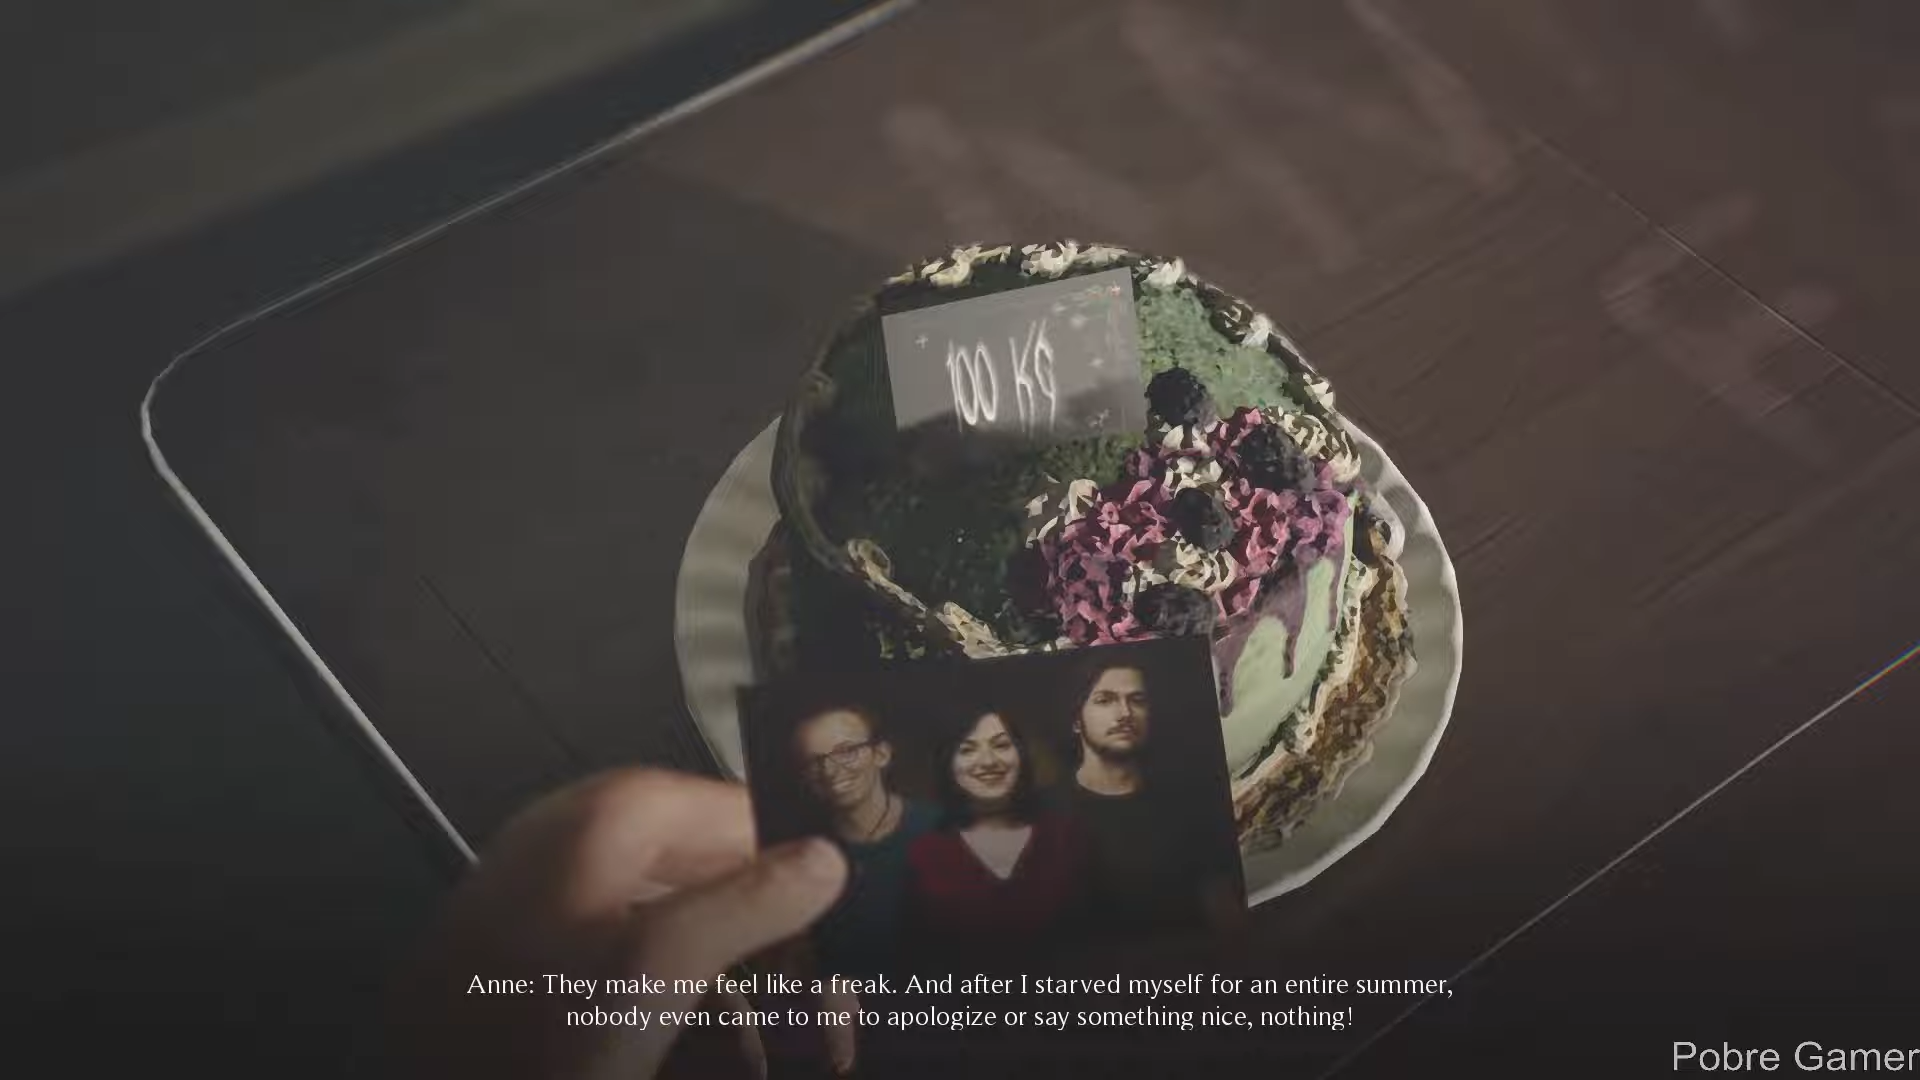 100 KG
Anne: They make me feel like a freak. And after I starved myself for an entire summer,
nobody even came to me to apologize or say something nice, nothing!
Pobre Gamer